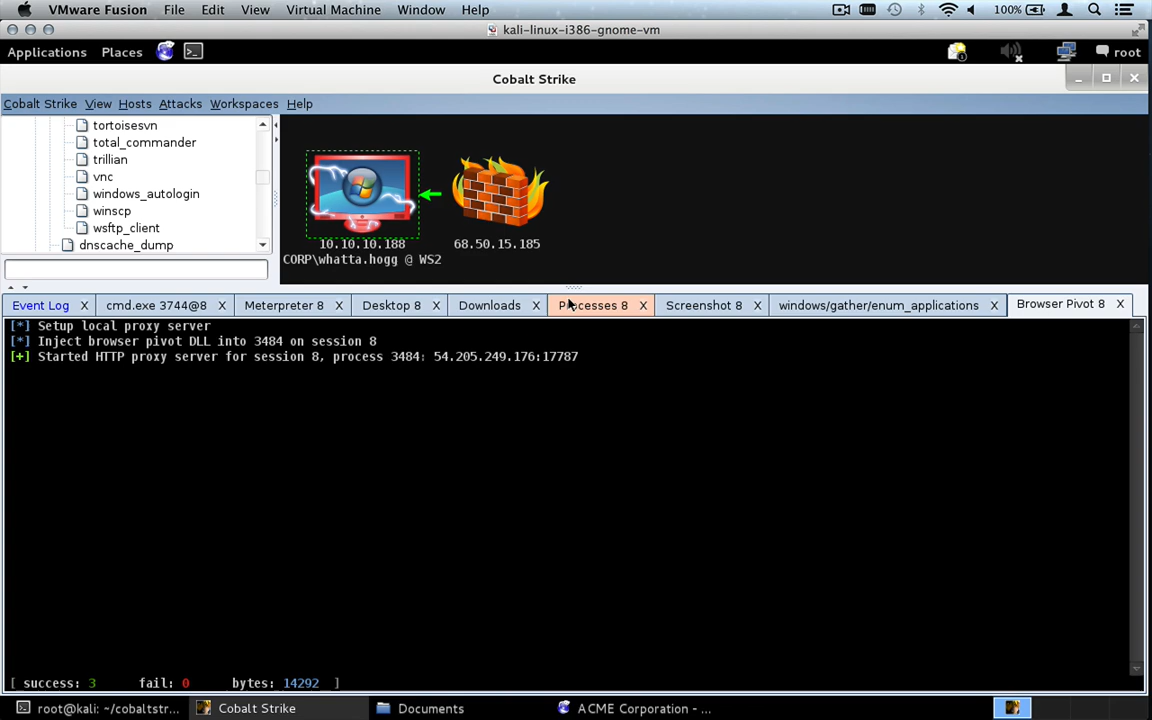 VMware Fusion File Edit View Virtual Machine Window Help 100%
kali-linux-i386-gnome-vm
Applications Places root
Cobalt Strike
Cobalt Strike View Hosts Attacks Workspaces Help
tortoisesvn
total_commander
trillian
vnc
windows_autologin
winscp
wsftp_client
dnscache_dump
10.10.10.188
CORP\whatta.hogg @ WS2
68.50.15.185
Event Log X cmd.exe 3744@8 X Meterpreter 8 X Desktop 8 X Downloads X Processes 8 X Screenshot 8 X windows/gather/enum_applications X Browser Pivot 8 X
[*] Setup local proxy server
[*] Inject browser pivot DLL into 3484 on session 8
[+] Started HTTP proxy server for session 8, process 3484: 54.205.249.176:17787
[ success: 3 fail: 0 bytes: 14292 ]
root@kali: ~/cobaltstr... Cobalt Strike Documents ACME Corporation - ...